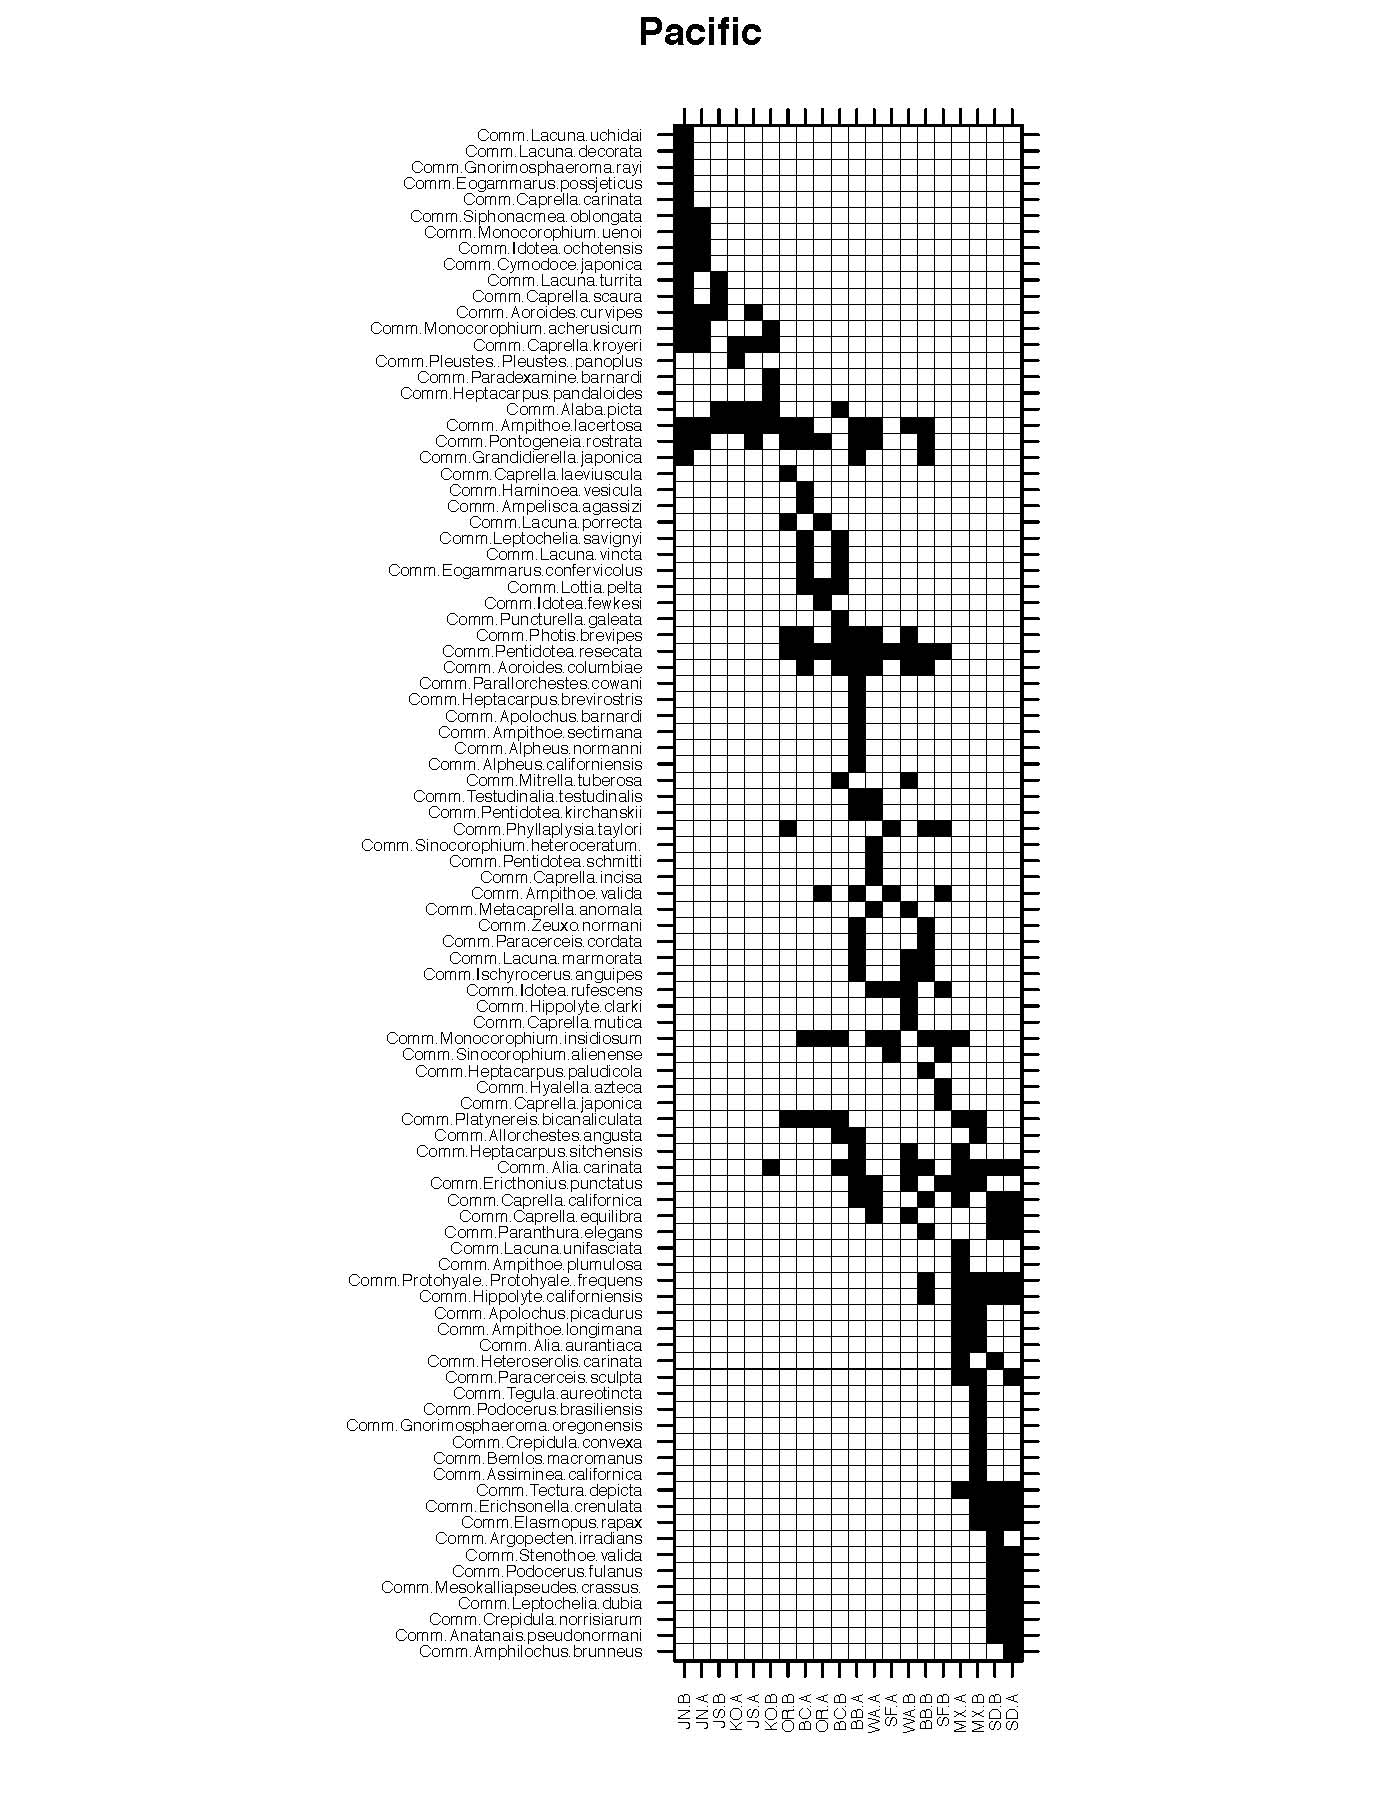 Pacific
Comm.Lacuna.uchidai
Comm.Lacuna.decorata
Comm.Gnorimosphaeroma.rayi
Comm.Eogammarus.possjeticus
Comm.Caprella.carinata
Comm.Siphonacmea.oblongata
Comm.Monocorophium.uenoi
Comm.Idotea.ochotensis
Comm.Cymodoce.japonica
Comm.Lacuna.turrita
Comm.Caprella.scaura
Comm.Aoroides.curvipes
Comm.Monocorophium.acherusicum
Comm.Caprella.kroyeri
Comm.Pleustes..Pleustes..panoplus
Comm.Paradexamine.barnardi
Comm.Heptacarpus.pandaloides
Comm.Alaba.picta
Comm.Ampithoe.lacertosa
Comm.Pontogeneia.rostrata
Comm.Grandidierella.japonica
Comm.Caprella.laeviuscula
Comm.Haminoea.vesicula
Comm.Ampelisca.agassizi
Comm.Lacuna.porrecta
Comm.Leptochelia.savignyi
Comm.Lacuna.vincta
Comm.Eogammarus.confervicolus
Comm.Lottia.pelta
Comm.Idotea.fewkesi
Comm.Puncturella.galeata
Comm.Photis.brevipes
Comm.Pentidotea.resecata
Comm.Aoroides.columbiae
Comm.Parallorchestes.cowani
Comm.Heptacarpus.brevirostris
Comm.Apolochus.barnardi
Comm.Ampithoe.sectimana
Comm.Alpheus.normanni
Comm.Alpheus.californiensis
Comm.Mitrella.tuberosa
Comm.Testudinalia.testudinalis
Comm.Pentidotea.kirchanskii
Comm.Phyllaplysia.taylori
Comm.Sinocorophium.heteroceratum.
Comm.Pentidotea.schmitti
Comm.Caprella.incisa
Comm.Ampithoe.valida
Comm.Metacaprella.anomala
Comm.Zeuxo.normani
Comm.Paracerceis.cordata
Comm.Lacuna.marmorata
Comm.Ischyrocerus.anguipes
Comm.Idotea.rufescens
Comm.Hippolyte.clarki
Comm.Caprella.mutica
Comm.Monocorophium.insidiosum
Comm.Sinocorophium.alienense
Comm.Heptacarpus.paludicola
Comm.Hyalella.azteca
Comm.Caprella.japonica
Comm.Platynereis.bicanaliculata
Comm.Allorchestes.angusta
Comm.Heptacarpus.sitchensis
Comm.Alia.carinata
Comm.Ericthonius.punctatus
Comm.Caprella.californica
Comm.Caprella.equilibra
Comm.Paranthura.elegans
Comm.Lacuna.unifasciata
Comm.Ampithoe.plumulosa
Comm.Protohyale..Protohyale..frequens
Comm.Hippolyte.californiensis
Comm.Apolochus.picadurus
Comm.Ampithoe.longimana
Comm.Alia.aurantiaca
Comm.Heteroserolis.carinata
Comm.Paracerceis.sculpta
Comm.Tegula.aureotincta
Comm.Podocerus.brasiliensis
Comm.Gnorimosphaeroma.oregonensis
Comm.Crepidula.convexa
Comm.Bemlos.macromanus
Comm.Assiminea.californica
Comm.Tectura.depicta
Comm.Erichsonella.crenulata
Comm.Elasmopus.rapax
Comm.Argopecten.irradians
Comm.Stenothoe.valida
Comm.Podocerus.fulanus
Comm.Mesokalliapseudes.crassus.
Comm.Leptochelia.dubia
Comm.Crepidula.norrisiarum
Comm.Anatanais.pseudonormani
Comm.Amphilochus.brunneus
JN.B
JN.A
JS.B
KO.A
JS.A
KO.B
OR.B
BC.A
OR.A
BC.B
BB.A
WA.A
SF.A
WA.B
BB.B
SF.B
MX.A
MX.B
SD.B
SD.A